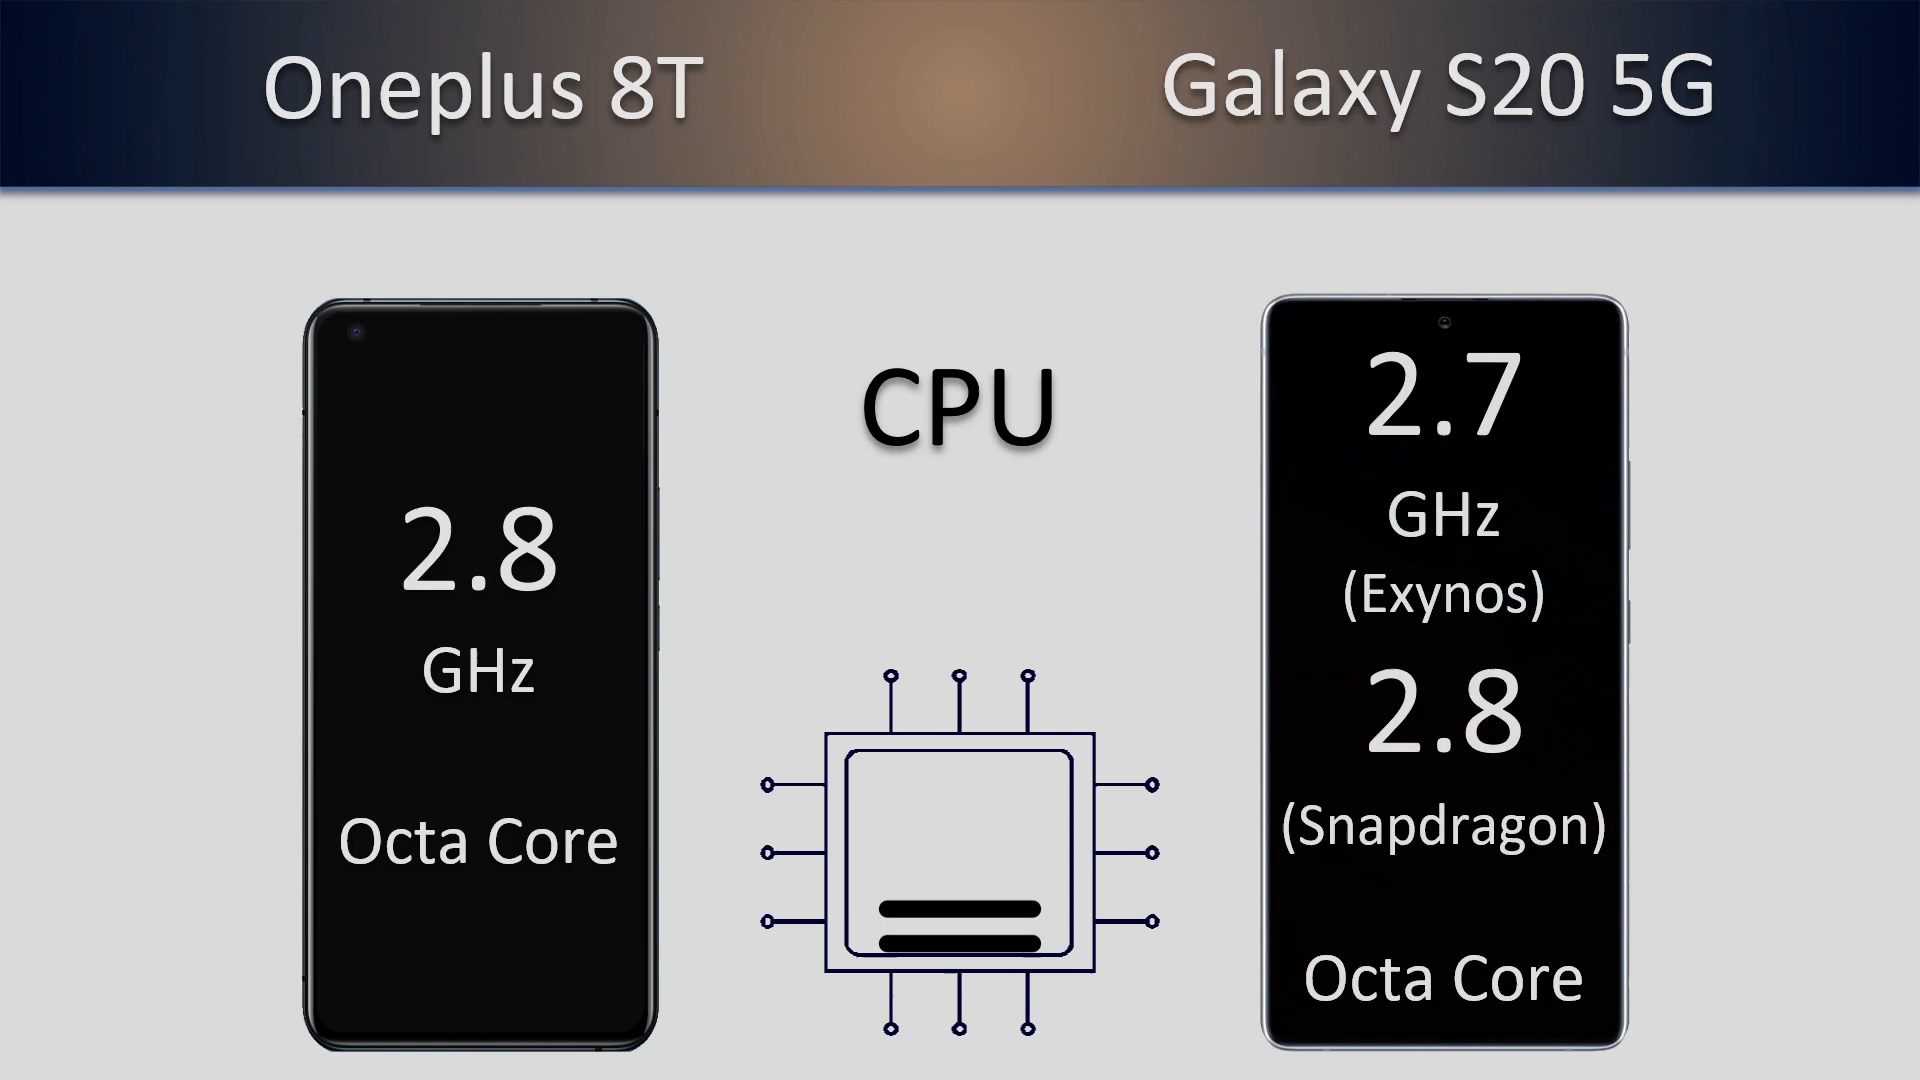 Oneplus 8T
Galaxy S20 5G
CPU
2.8
GHz
Octa Core
2.7
GHz
(Exynos)
2.8
(Snapdragon)
Octa Core